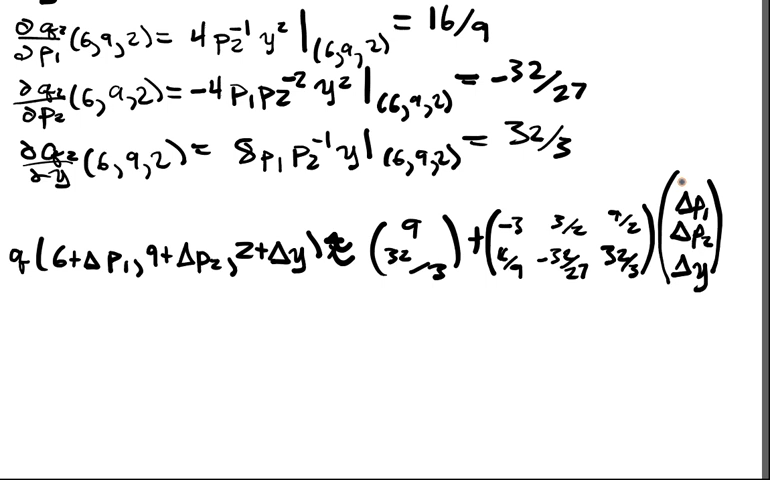 ∂q₂/∂p₁ (6,9,2) = 4 p₂⁻¹ y² |(6,9,2) = 16/9
∂q₂/∂p₂ (6,9,2) = -4 p₁ p₂⁻² y² |(6,9,2) = -32/27
∂q₂/∂y (6,9,2) = 8 p₁ p₂⁻¹ y |(6,9,2) = 32/3
q(6+Δp₁, 9+Δp₂, 2+Δy) ≈ (9 ; 32/3) + (-3 3/2 9/2 ; 16/9 -32/27 32/3) (Δp₁ ; Δp₂ ; Δy)